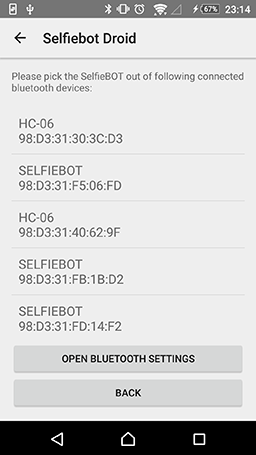 67% 23:14
Selfiebot Droid
Please pick the SelfieBOT out of following connected
bluetooth devices:
HC-06
98:D3:31:30:3C:D3
SELFIEBOT
98:D3:31:F5:06:FD
HC-06
98:D3:31:40:62:9F
SELFIEBOT
98:D3:31:FB:1B:D2
SELFIEBOT
98:D3:31:FD:14:F2
OPEN BLUETOOTH SETTINGS
BACK